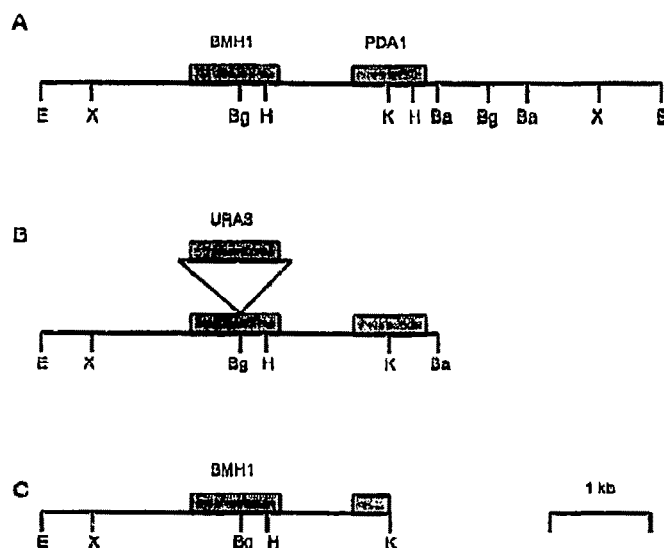 A
BMH1 PDA1
E X Bg H K H Ba Bg Ba X E
URA3
B
E X Bg H K Ba
BMH1
C
1 kb
E X Bg H K